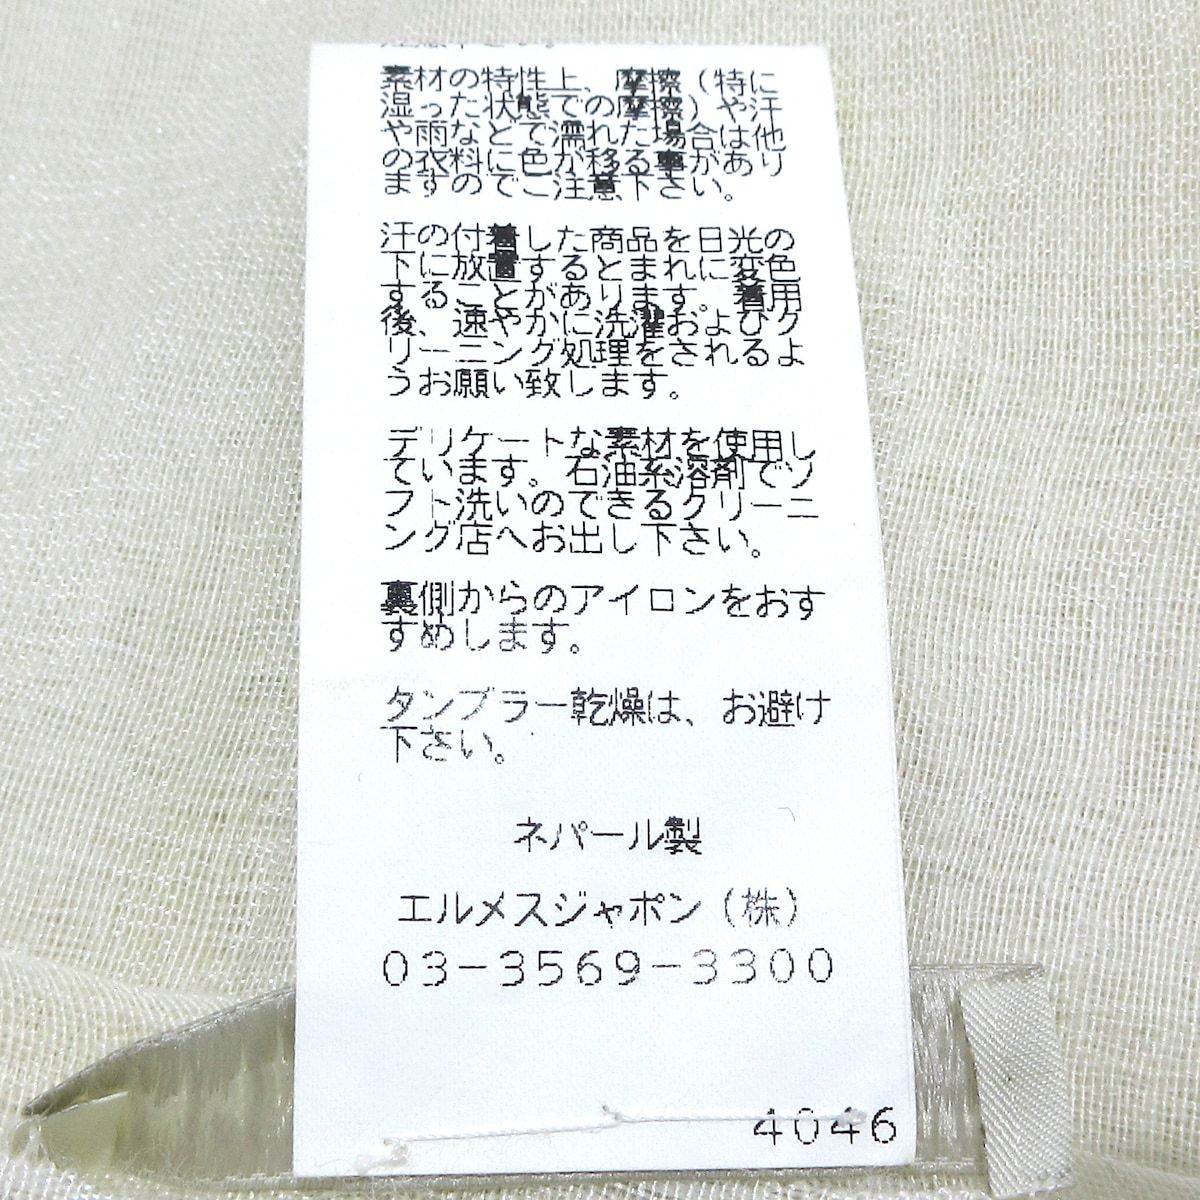 素材の特性上、摩擦(特に
湿った状態での摩擦)や汗
や雨などで濡れた場合は他
の衣料に色が移る事があり
ますのでご注意下さい。
汗の付着した商品を日光の
下に放置するとまれに変色
することがあります。着用
後、速やかに洗濯およびク
リーニング処理をされるよ
うお願い致します。
デリケートな素材を使用し
ています。石油系溶剤でソ
フト洗いのできるクリーニ
ング店へお出し下さい。
裏側からのアイロンをおす
すめします。
タンブラー乾燥は、お避け
下さい。
ネパール製
エルメスジャポン(株)
03-3569-3300
4046